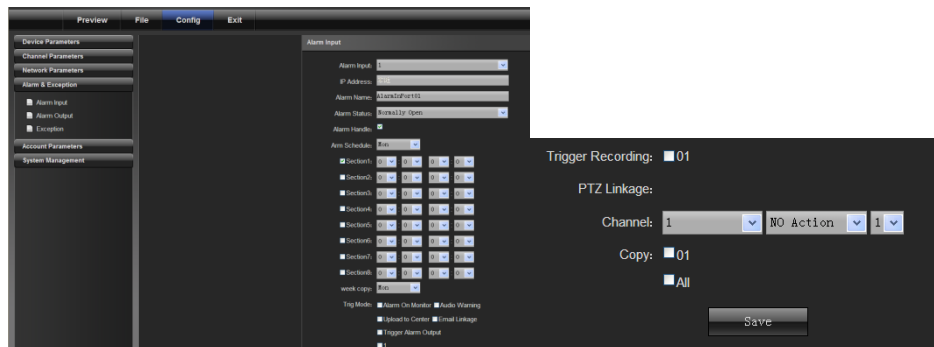 Preview File Config Exit
Device Parameters
Channel Parameters
Network Parameters
Alarm & Exception
Alarm Input
Alarm Output
Exception
Account Parameters
System Management
Alarm Input
Alarm Input: 1
IP Address:
Alarm Name: AlarmInPort01
Alarm Status: Normally Open
Alarm Handle:
Arm Schedule: Mon
Section1: 0 0 0 0
Section2: 0 0 0 0
Section3: 0 0 0 0
Section4: 0 0 0 0
Section5: 0 0 0 0
Section6: 0 0 0 0
Section7: 0 0 0 0
Section8: 0 0 0 0
week copy: Mon
Trig Mode: Alarm On Monitor Audio Warning
Upload to Center Email Linkage
Trigger Alarm Output
1
Trigger Recording: 01
PTZ Linkage:
Channel: 1 NO Action 1
Copy: 01
All
Save